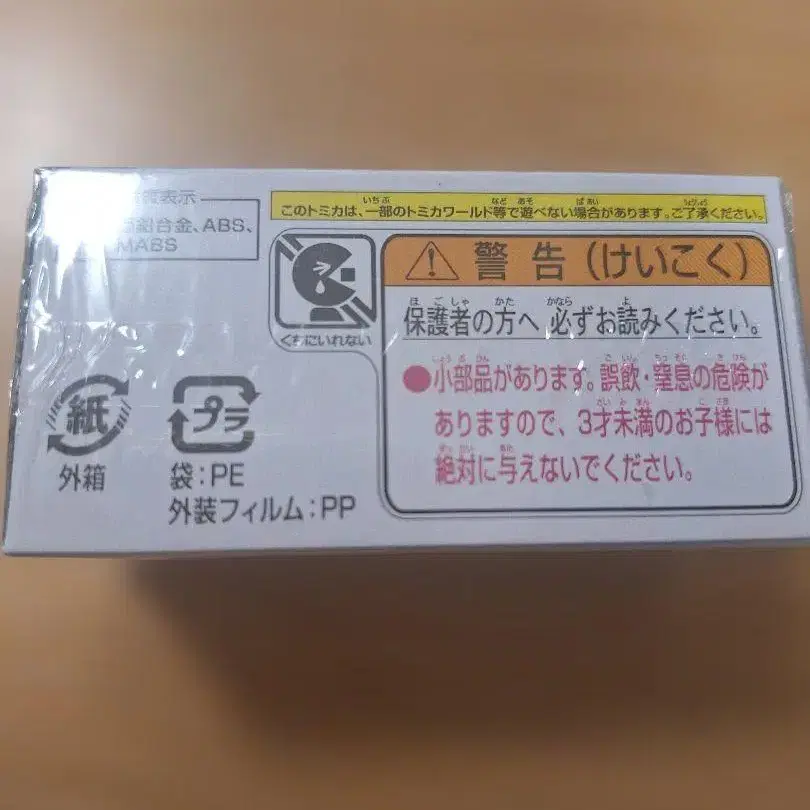 表示
合金、ABS、
MABS
このトミカは、一部のトミカワールド等で遊べない場合があります。ご了承ください。
くちにいれない
警告（けいこく）
保護者の方へ 必ずお読みください。
●小部品があります。誤飲・窒息の危険が
ありますので、3才未満のお子様には
絶対に与えないでください。
紙
外箱
プラ
袋：PE
外装フィルム：PP